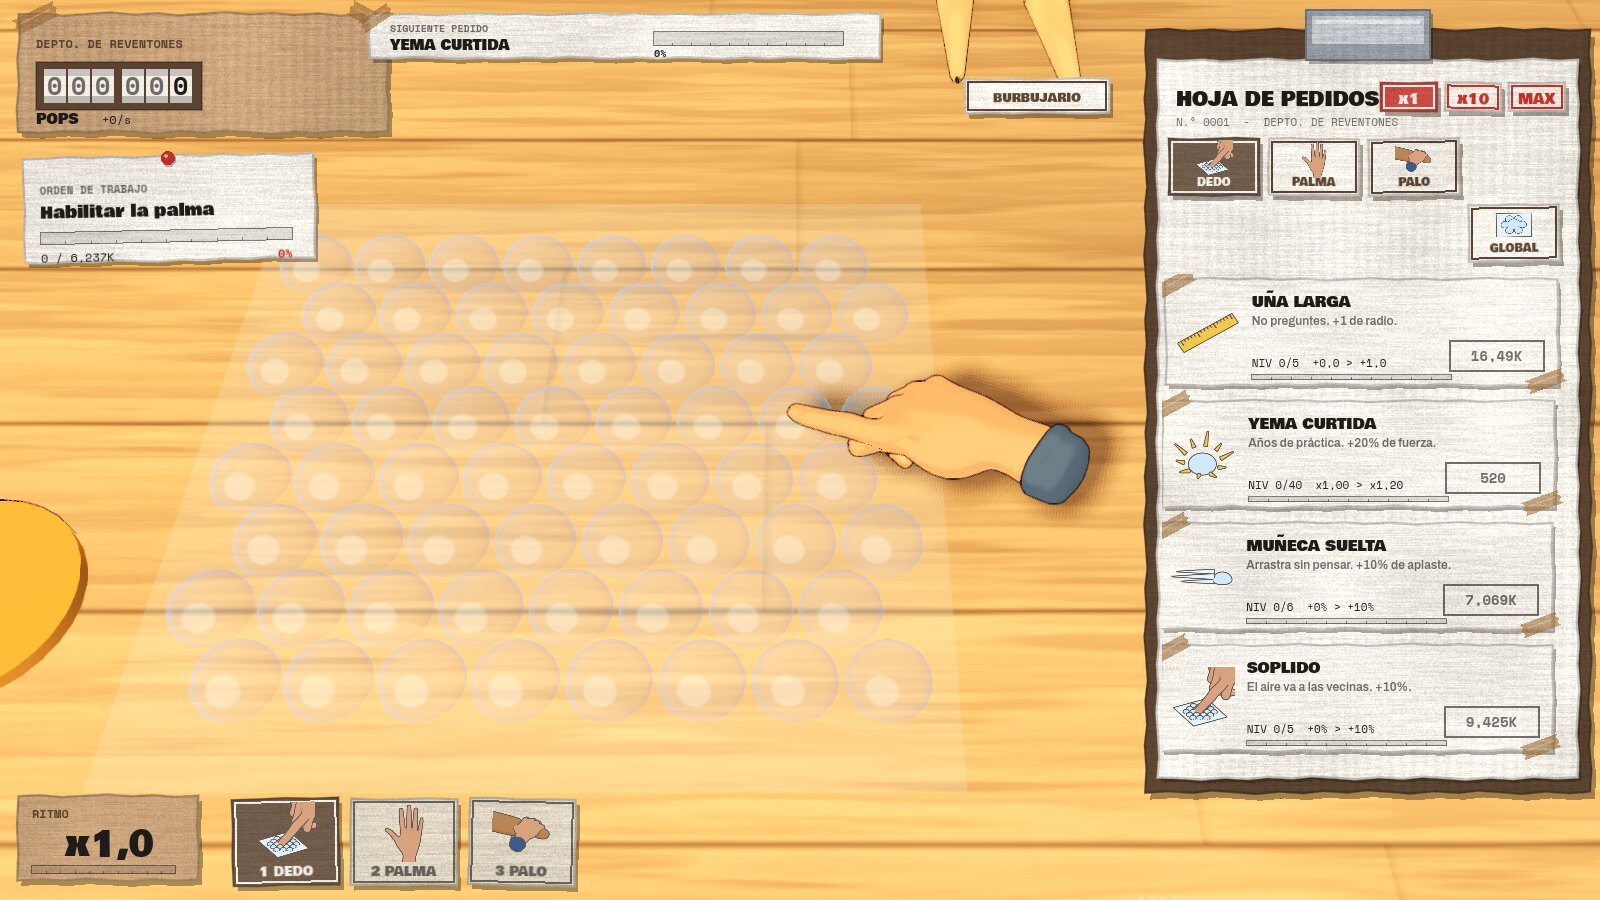 DEPTO. DE REVENTONES
000000
POPS +0/s
SIGUIENTE PEDIDO
YEMA CURTIDA
0%
BURBUJARIO
ORDEN DE TRABAJO
Habilitar la palma
0 / 6,237K 0%
HOJA DE PEDIDOS x1 x10 MAX
N.° 0001 - DEPTO. DE REVENTONES
DEDO PALMA PALO
GLOBAL
UÑA LARGA
No preguntes. +1 de radio.
NIV 0/5 +0,0 > +1,0 16,49K
YEMA CURTIDA
Años de práctica. +20% de fuerza.
NIV 0/40 x1,00 > x1,20 520
MUÑECA SUELTA
Arrastra sin pensar. +10% de aplaste.
NIV 0/6 +0% > +10% 7,069K
SOPLIDO
El aire va a las vecinas. +10%.
NIV 0/5 +0% > +10% 9,425K
RITMO
x1,0
1 DEDO 2 PALMA 3 PALO